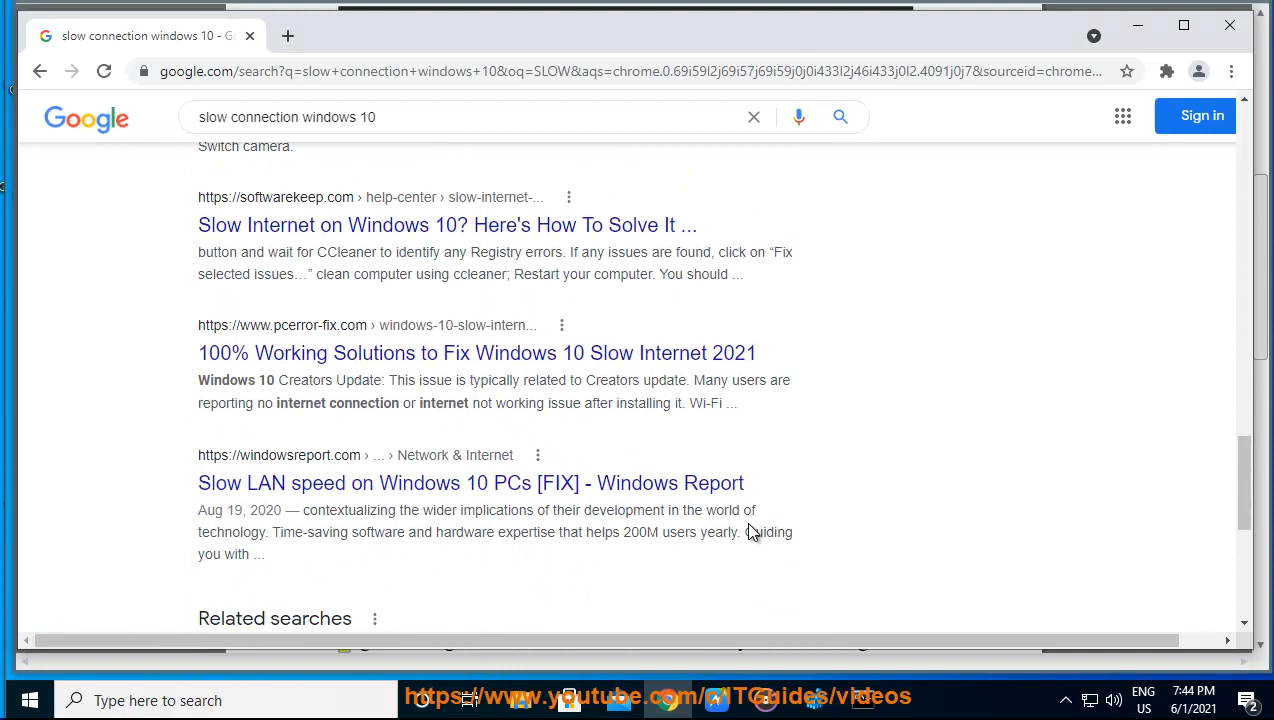 slow connection windows 10 - G
google.com/search?q=slow+connection+windows+10&oq=SLOW&aqs=chrome.0.69i59l2j69i57j69i59j0j0i433l2j46i433j0l2.4091j0j7&sourceid=chrome...
Google
slow connection windows 10
Sign in
Switch camera.
https://softwarekeep.com › help-center › slow-internet-...
Slow Internet on Windows 10? Here's How To Solve It ...
button and wait for CCleaner to identify any Registry errors. If any issues are found, click on “Fix
selected issues…” clean computer using ccleaner; Restart your computer. You should ...
https://www.pcerror-fix.com › windows-10-slow-intern...
100% Working Solutions to Fix Windows 10 Slow Internet 2021
Windows 10 Creators Update: This issue is typically related to Creators update. Many users are
reporting no internet connection or internet not working issue after installing it. Wi-Fi ...
https://windowsreport.com › ... › Network & Internet
Slow LAN speed on Windows 10 PCs [FIX] - Windows Report
Aug 19, 2020 — contextualizing the wider implications of their development in the world of
technology. Time-saving software and hardware expertise that helps 200M users yearly. Guiding
you with ...
Related searches
Type here to search
https://www.youtube.com/c/ITGuides/videos
ENG
US
7:44 PM
6/1/2021
2